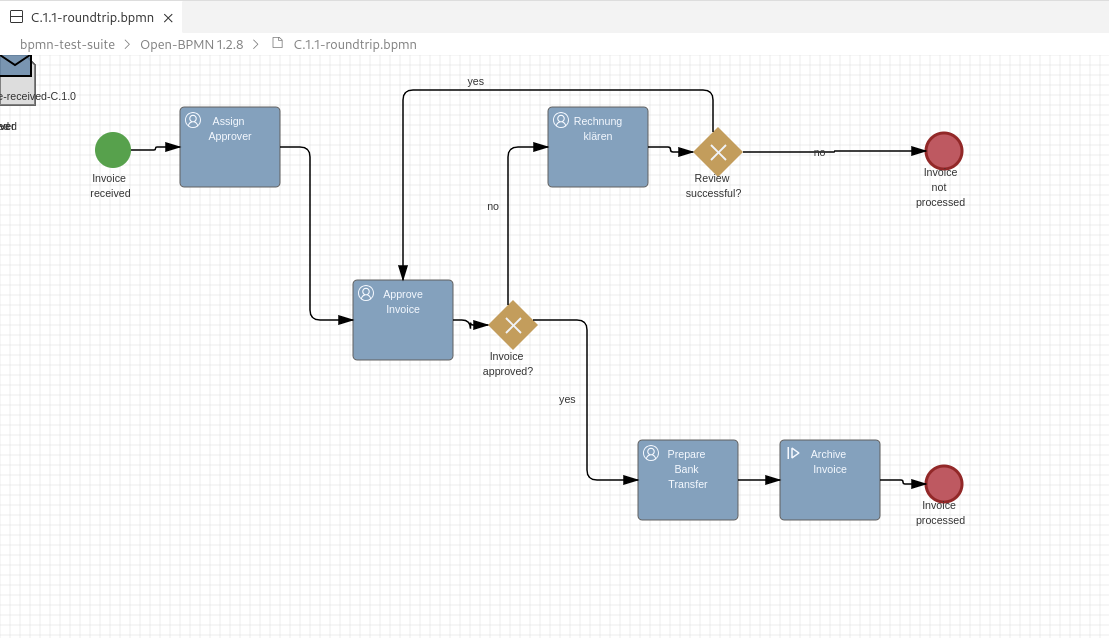 C.1.1-roundtrip.bpmn
bpmn-test-suite > Open-BPMN 1.2.8 > C.1.1-roundtrip.bpmn
yes
e-received-C.1.0
Assign
Approver
Rechnung
klären
Invoice
received
no
Review
successful?
no
Invoice
not
processed
Approve
Invoice
Invoice
approved?
yes
Prepare
Bank
Transfer
Archive
Invoice
Invoice
processed